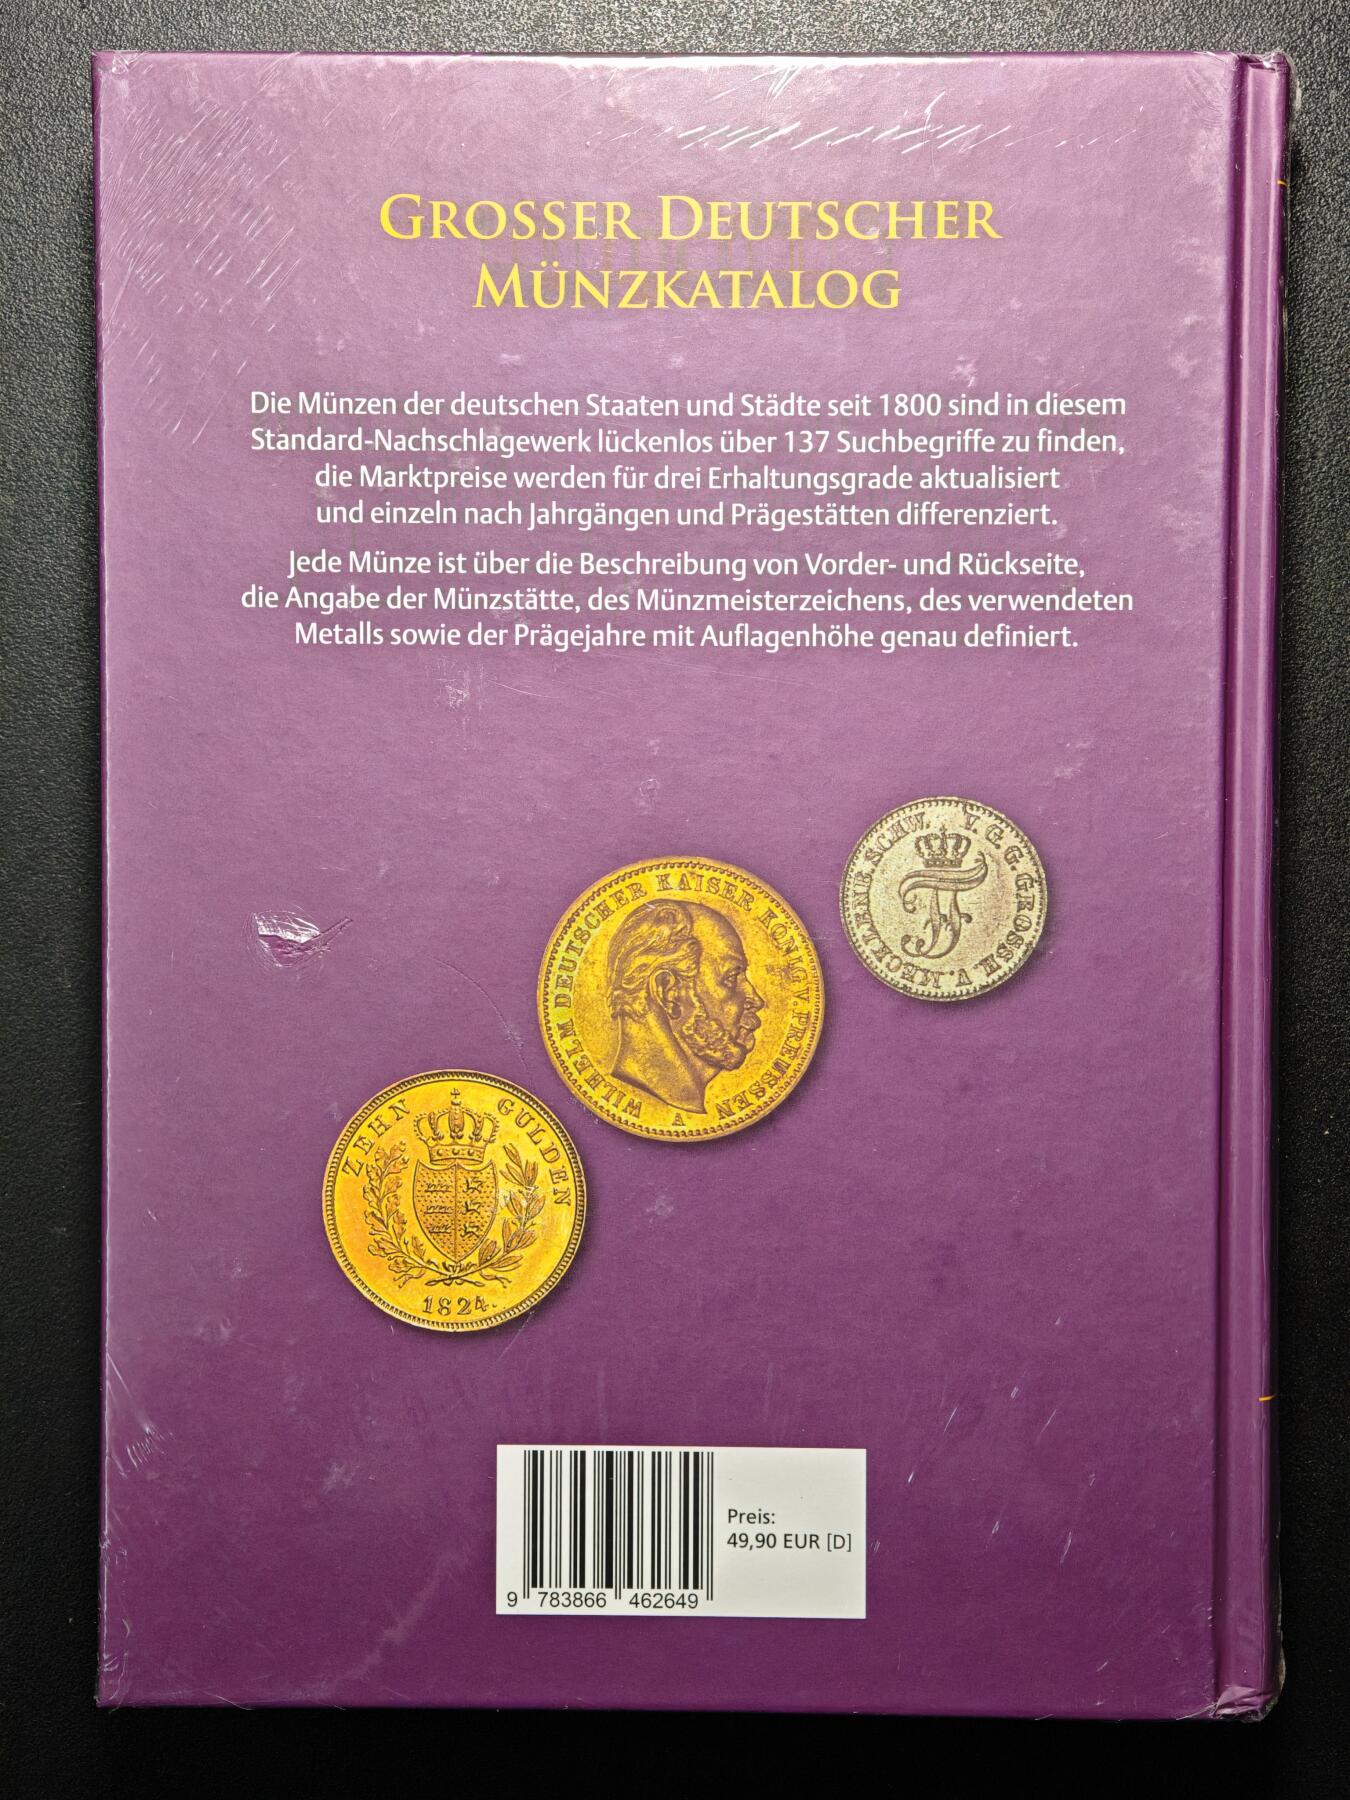 GROSSER DEUTSCHER
MÜNZKATALOG
Die Münzen der deutschen Staaten und Städte seit 1800 sind in diesem
Standard-Nachschlagewerk lückenlos über 137 Suchbegriffe zu finden,
die Marktpreise werden für drei Erhaltungsgrade aktualisiert
und einzeln nach Jahrgängen und Prägestätten differenziert.
Jede Münze ist über die Beschreibung von Vorder- und Rückseite,
die Angabe der Münzstätte, des Münzmeisterzeichens, des verwendeten
Metalls sowie der Prägejahre mit Auflagenhöhe genau definiert.
V. G. G. GROSSH V. MECKLENB. SCHW.
WILHELM DEUTSCHER KAISER KÖNIG V. PREUSSEN
A
ZEHN GULDEN
1824.
Preis:
49,90 EUR [D]
9 783866 462649